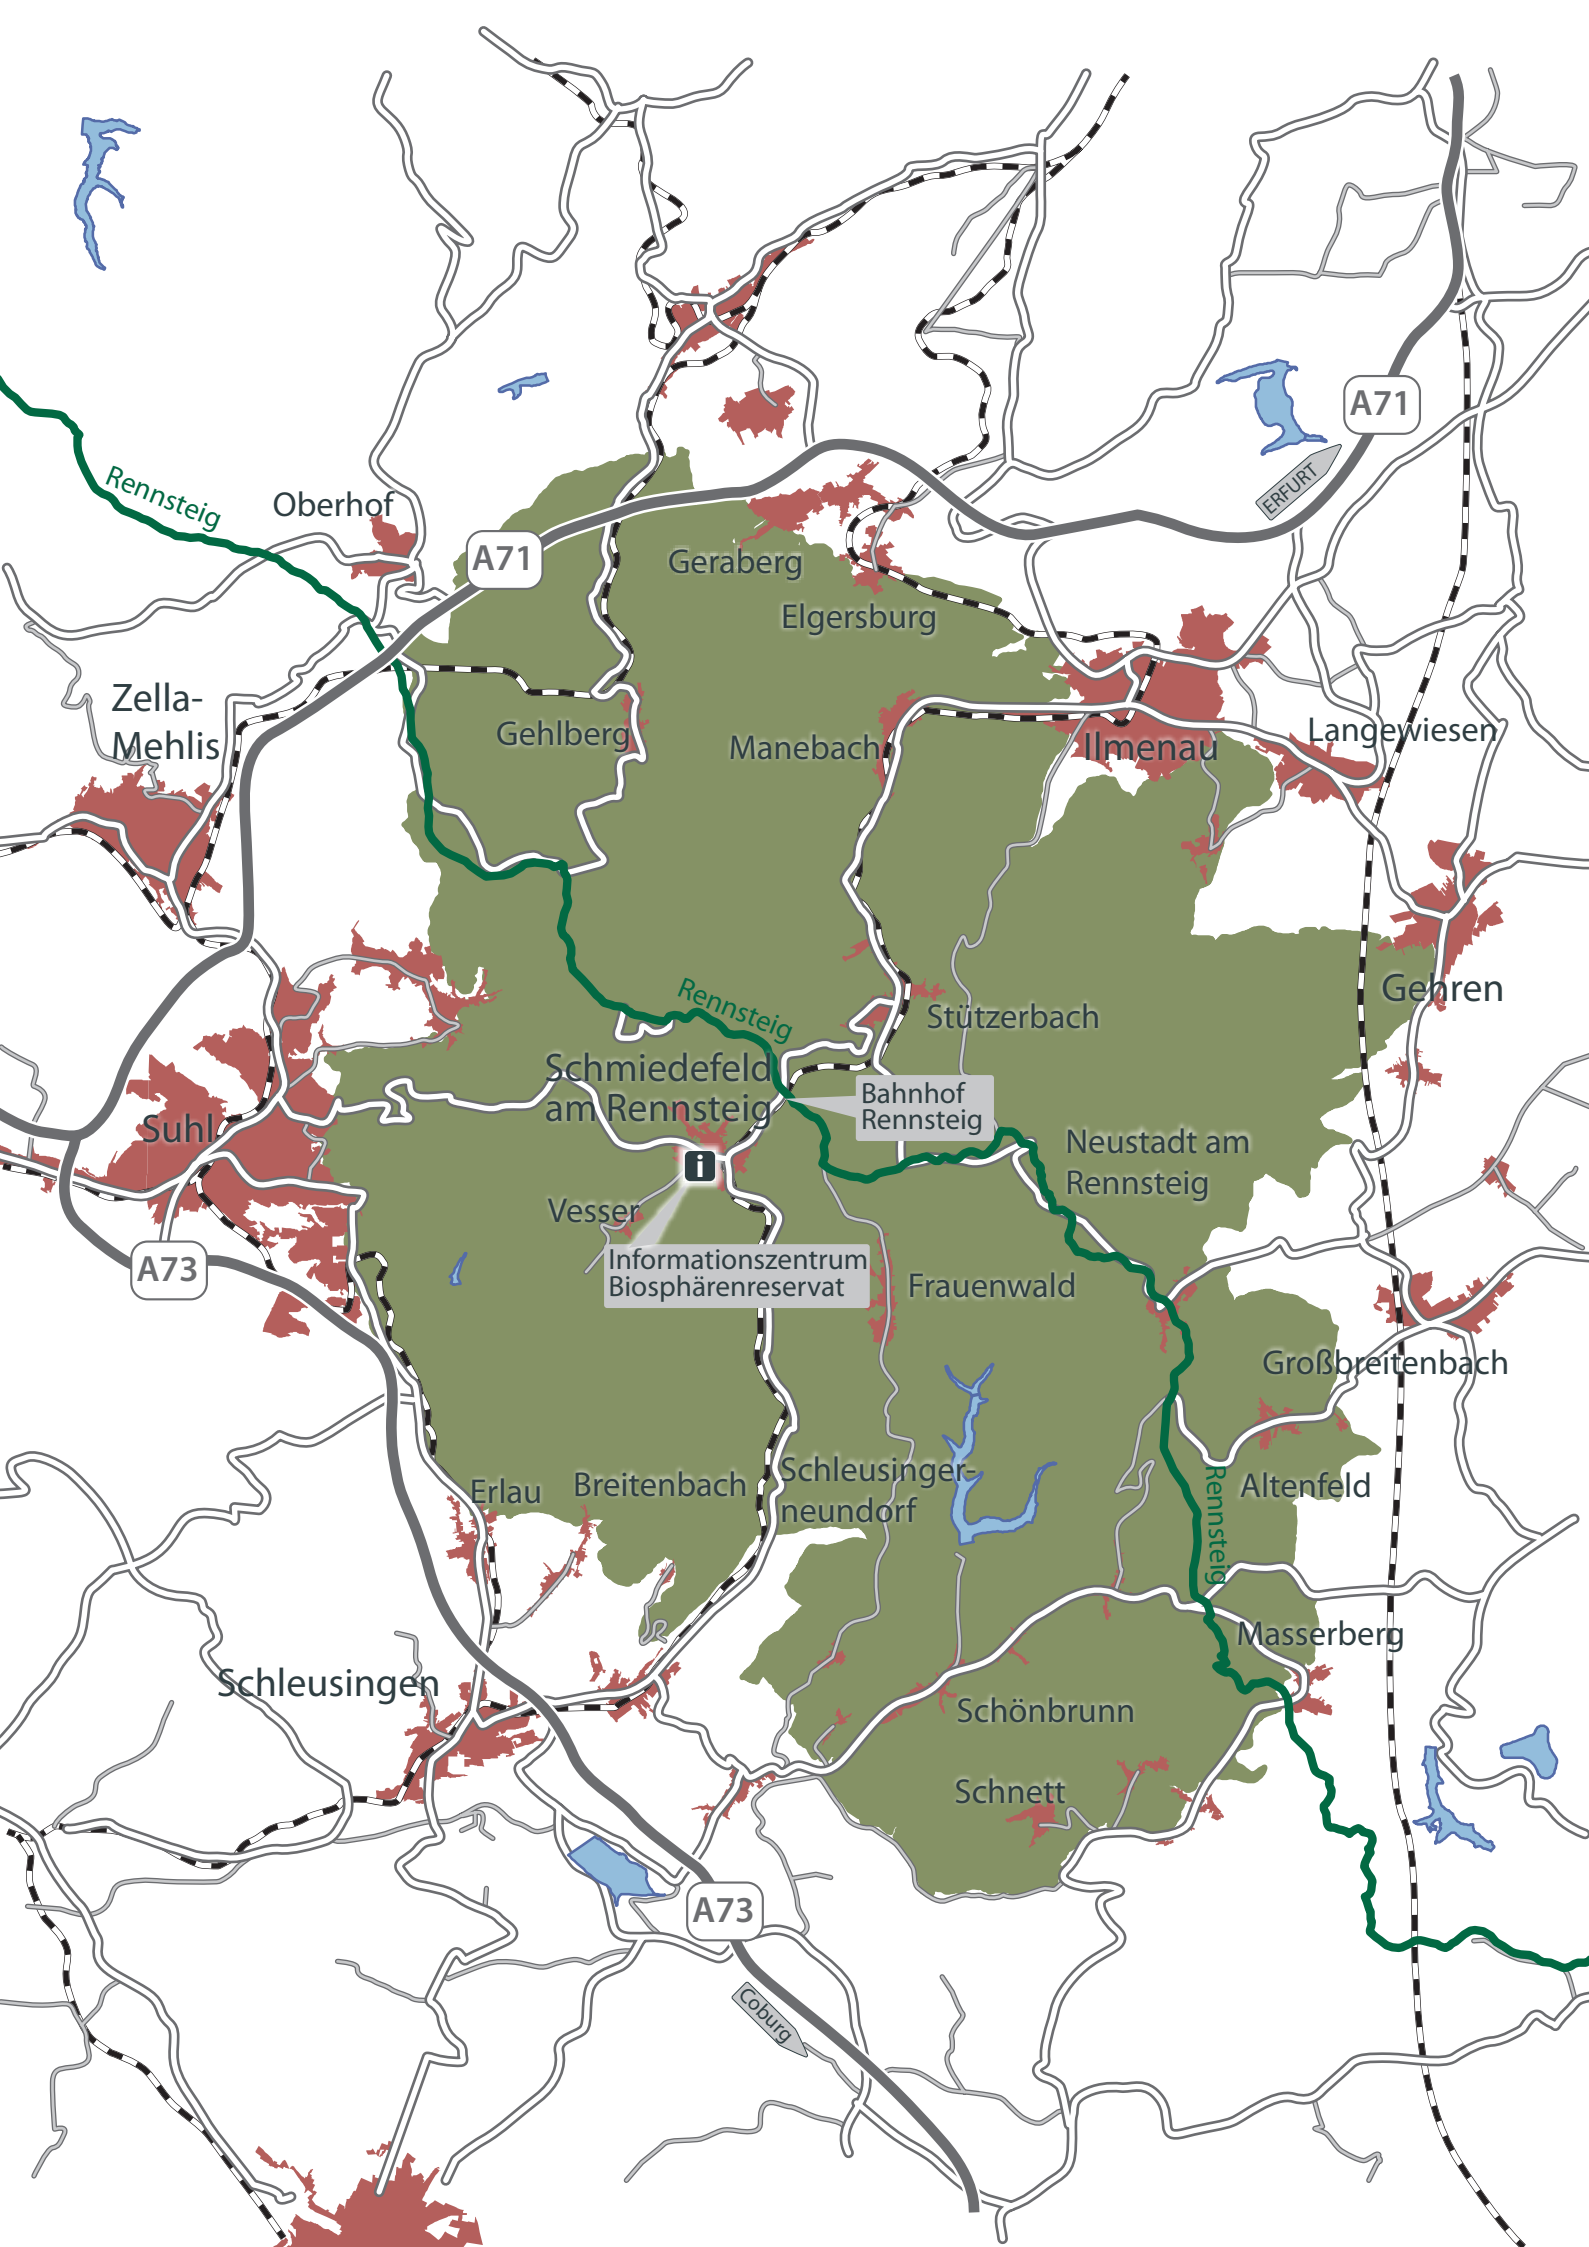 A71
ERFURT
Rennsteig
Oberhof
A71
Geraberg
Elgersburg
Zella-
Mehlis
Gehlberg
Manebach
Ilmenau
Langewiesen
Gehren
Rennsteig
Stützerbach
Schmiedefeld
am Rennsteig
Bahnhof
Rennsteig
Suhl
Neustadt am
Rennsteig
i
Vesser
Informationszentrum
Biosphärenreservat
A73
Frauenwald
Großbreitenbach
Schleusinger-
neundorf
Erlau
Breitenbach
Altenfeld
Rennsteig
Masserberg
Schleusingen
Schönbrunn
Schnett
A73
Coburg